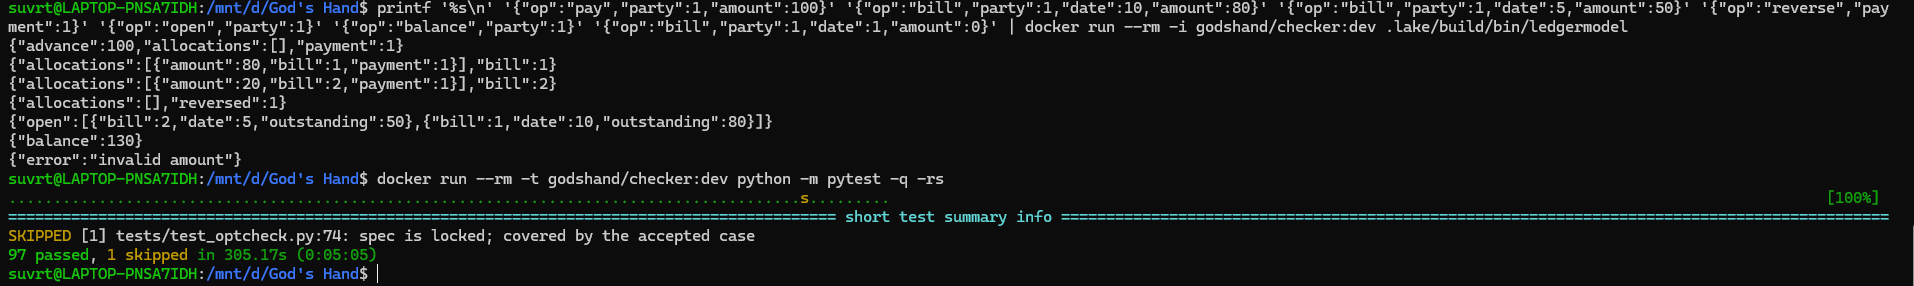 suvrt@LAPTOP-PNSA7IDH:/mnt/d/God's Hand$ printf '%s\n' '{"op":"pay","party":1,"amount":100}' '{"op":"bill","party":1,"date":10,"amount":80}' '{"op":"bill","party":1,"date":5,"amount":50}' '{"op":"reverse","pay
ment":1}' '{"op":"open","party":1}' '{"op":"balance","party":1}' '{"op":"bill","party":1,"date":1,"amount":0}' | docker run --rm -i godshand/checker:dev .lake/build/bin/ledgermodel
{"advance":100,"allocations":[],"payment":1}
{"allocations":[{"amount":80,"bill":1,"payment":1}],"bill":1}
{"allocations":[{"amount":20,"bill":2,"payment":1}],"bill":2}
{"allocations":[],"reversed":1}
{"open":[{"bill":2,"date":5,"outstanding":50},{"bill":1,"date":10,"outstanding":80}]}
{"balance":130}
{"error":"invalid amount"}
suvrt@LAPTOP-PNSA7IDH:/mnt/d/God's Hand$ docker run --rm -t godshand/checker:dev python -m pytest -q -rs
........................................................................................s......... [100%]
=========================================================================================== short test summary info ===========================================================================================
SKIPPED [1] tests/test_optcheck.py:74: spec is locked; covered by the accepted case
97 passed, 1 skipped in 305.17s (0:05:05)
suvrt@LAPTOP-PNSA7IDH:/mnt/d/God's Hand$